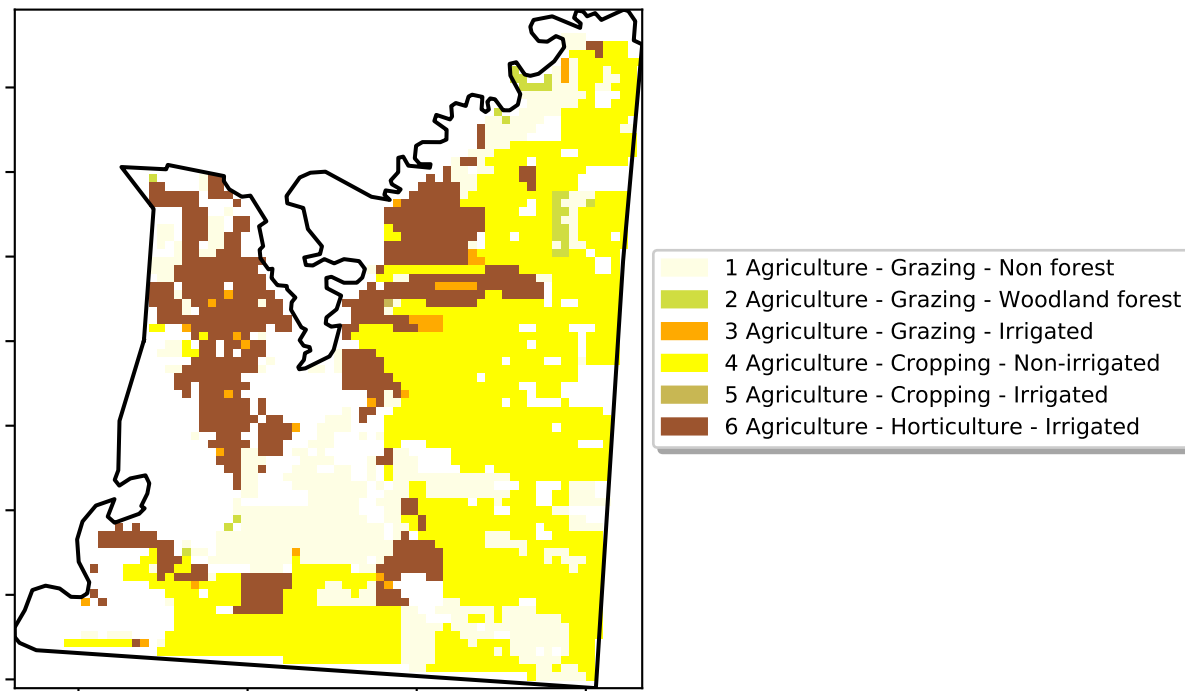 1 Agriculture - Grazing - Non forest
2 Agriculture - Grazing - Woodland forest
3 Agriculture - Grazing - Irrigated
4 Agriculture - Cropping - Non-irrigated
5 Agriculture - Cropping - Irrigated
6 Agriculture - Horticulture - Irrigated